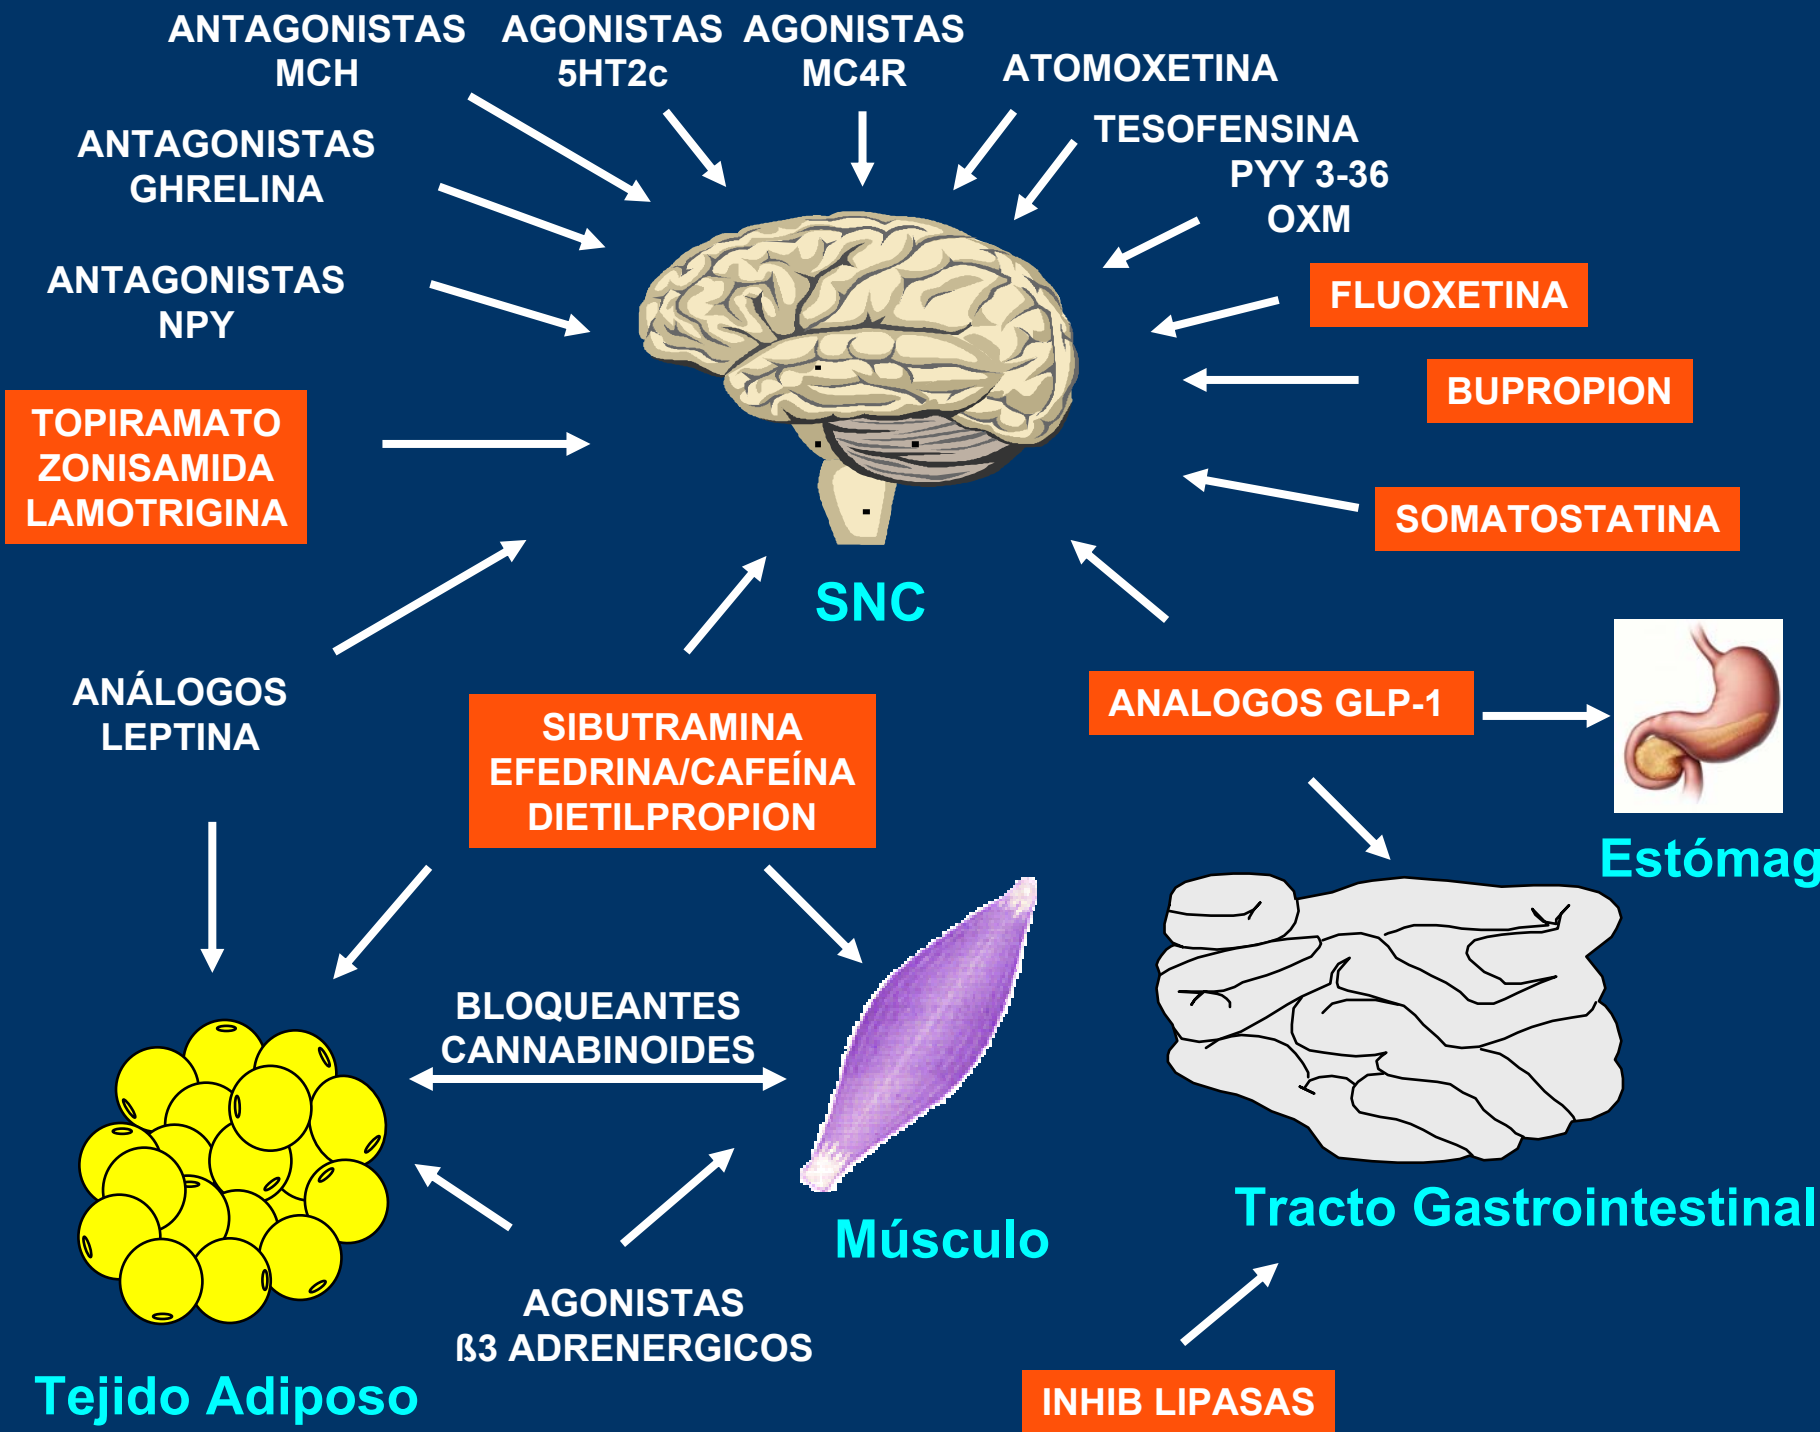 ANTAGONISTAS
MCH
AGONISTAS
5HT2c
AGONISTAS
MC4R
ATOMOXETINA
TESOFENSINA
PYY 3-36
OXM
ANTAGONISTAS
GHRELINA
ANTAGONISTAS
NPY
FLUOXETINA
BUPROPION
TOPIRAMATO
ZONISAMIDA
LAMOTRIGINA
SOMATOSTATINA
SNC
ANÁLOGOS
LEPTINA
SIBUTRAMINA
EFEDRINA/CAFEÍNA
DIETILPROPION
ANALOGOS GLP-1
Estómag
BLOQUEANTES
CANNABINOIDES
Músculo
Tracto Gastrointestinal
AGONISTAS
ß3 ADRENERGICOS
Tejido Adiposo
INHIB LIPASAS